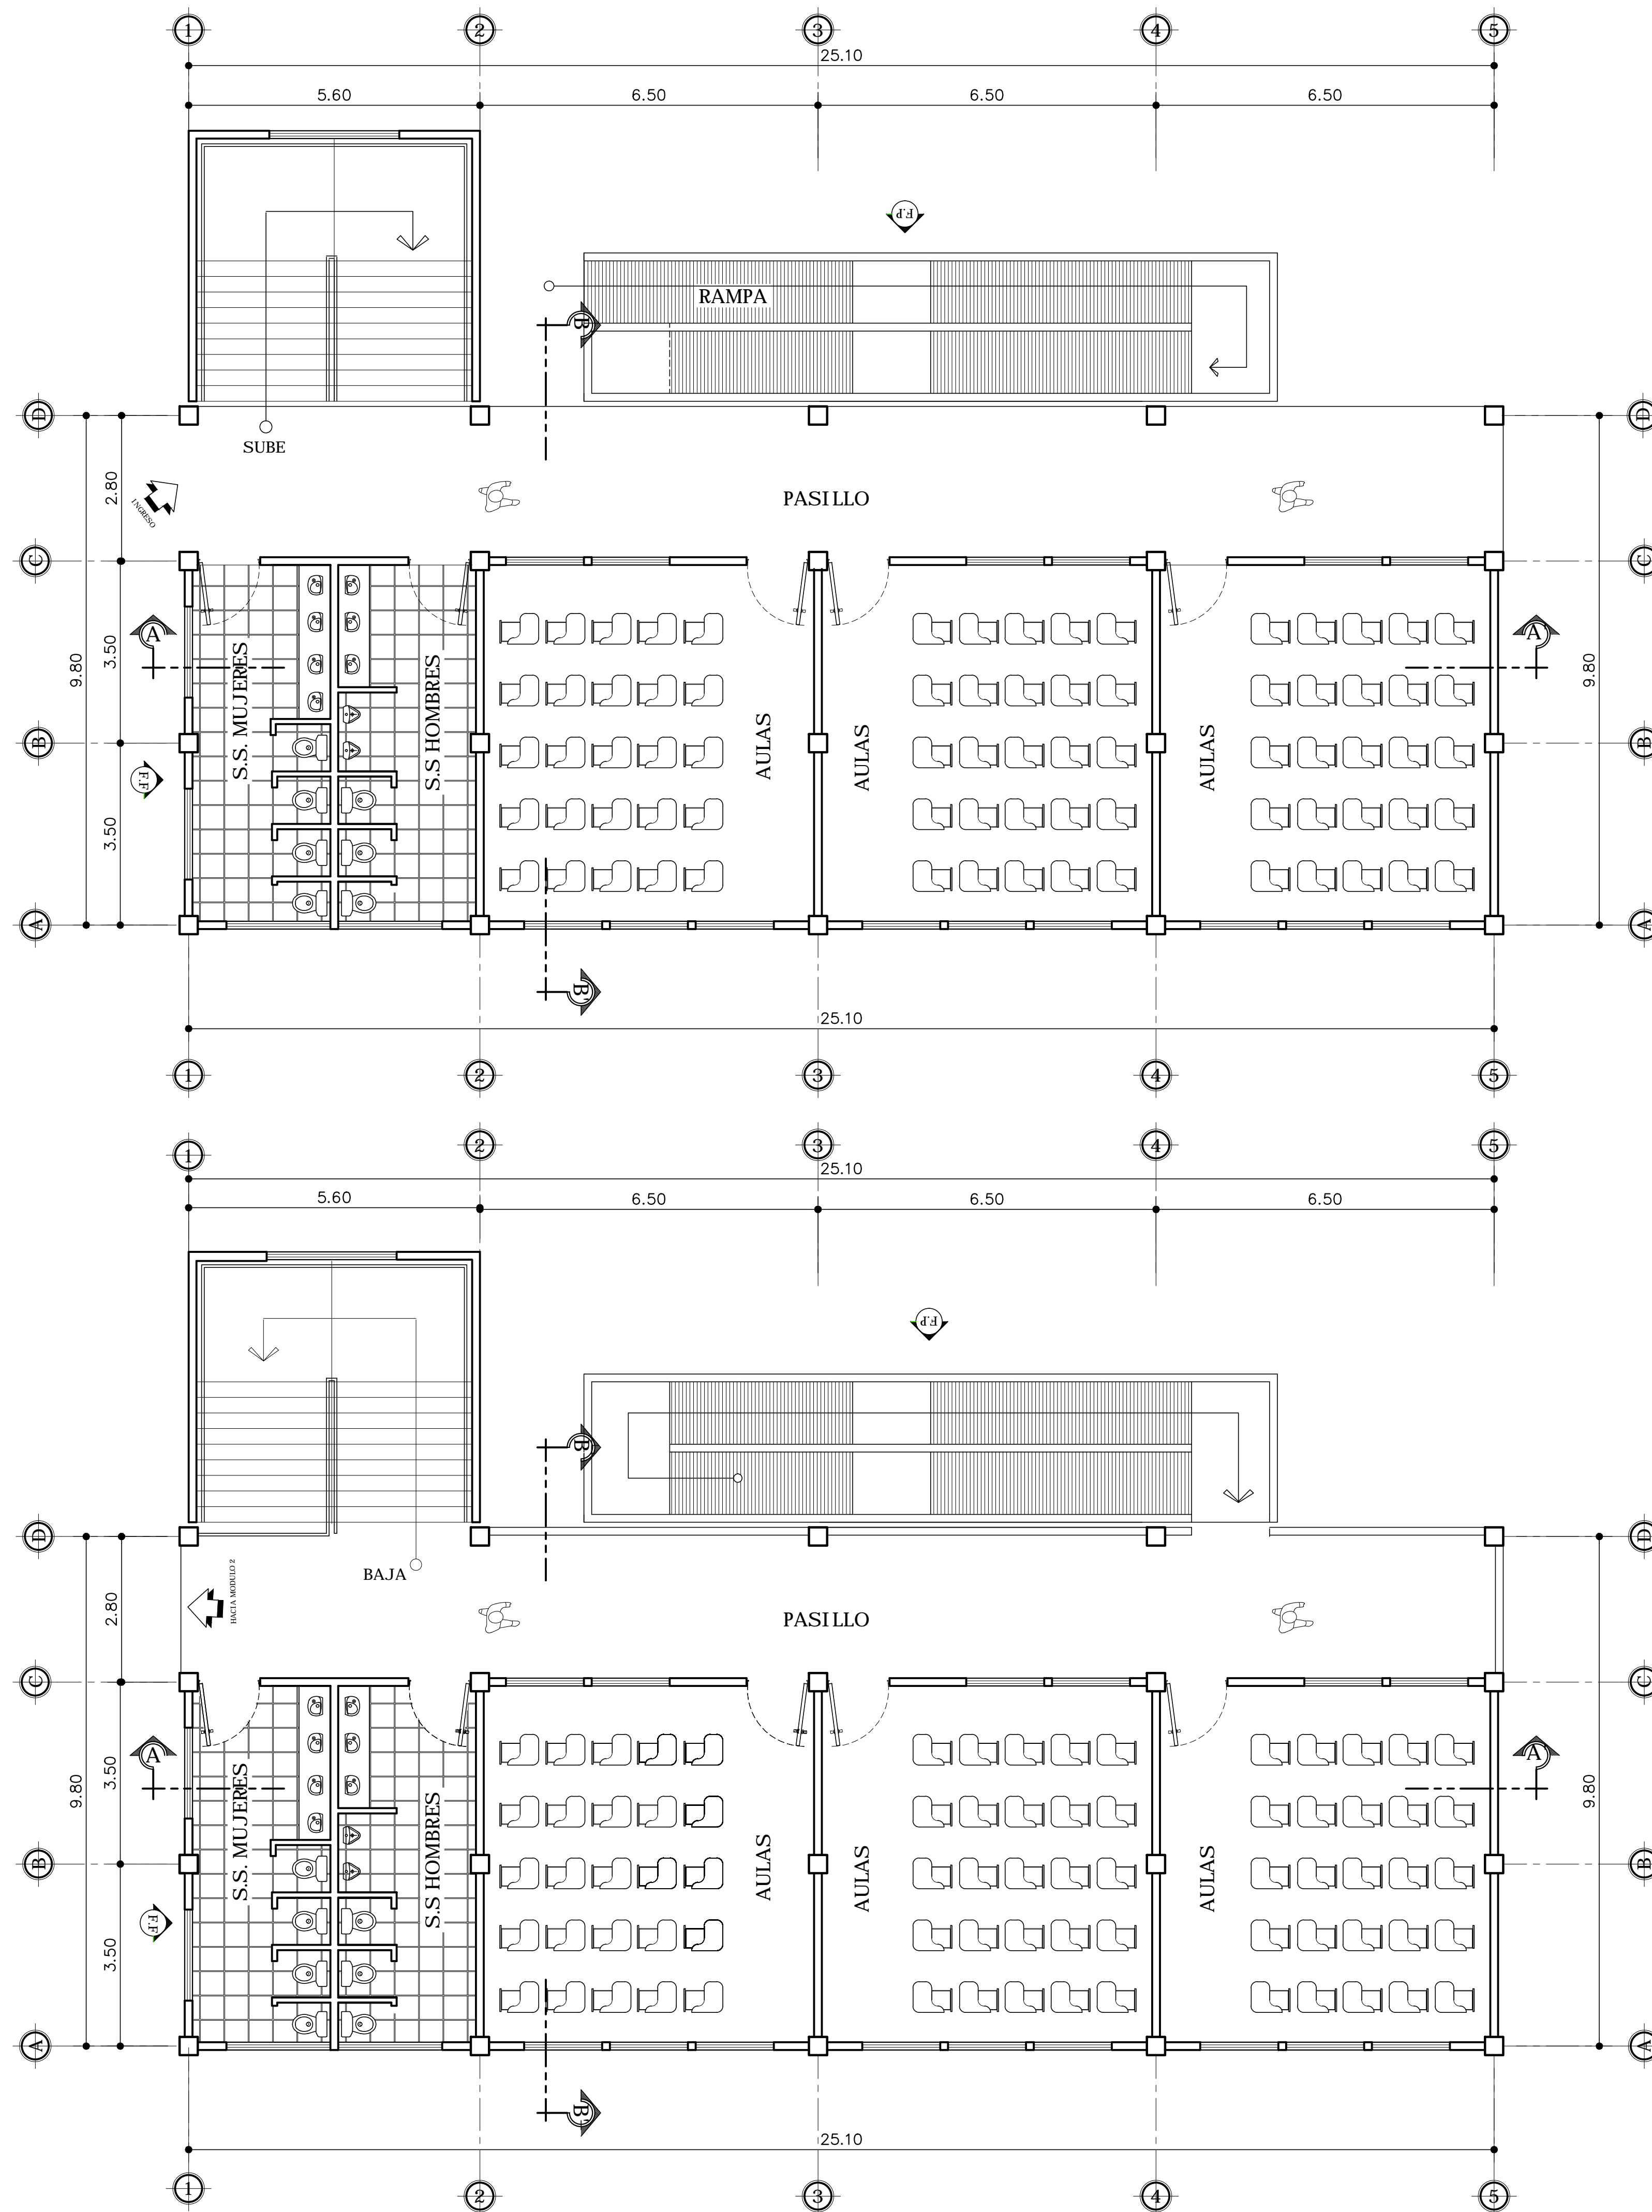 1 2 3 4 5
25.10
5.60 6.50 6.50 6.50
F.P
RAMPA
B
D D
SUBE
2.80
INGRESO
PASILLO
C C
A A'
3.50
9.80 9.80
S.S. MUJERES
S.S HOMBRES
AULAS
AULAS
AULAS
B B
F.F
3.50
A A
B'
25.10
1 2 3 4 5
1 2 3 4 5
25.10
5.60 6.50 6.50 6.50
F.P
B
D D
BAJA
2.80
HACIA MODULO 2
PASILLO
C C
A A'
3.50
9.80 9.80
S.S. MUJERES
S.S HOMBRES
AULAS
AULAS
AULAS
B B
F.F
3.50
A A
B'
25.10
1 2 3 4 5